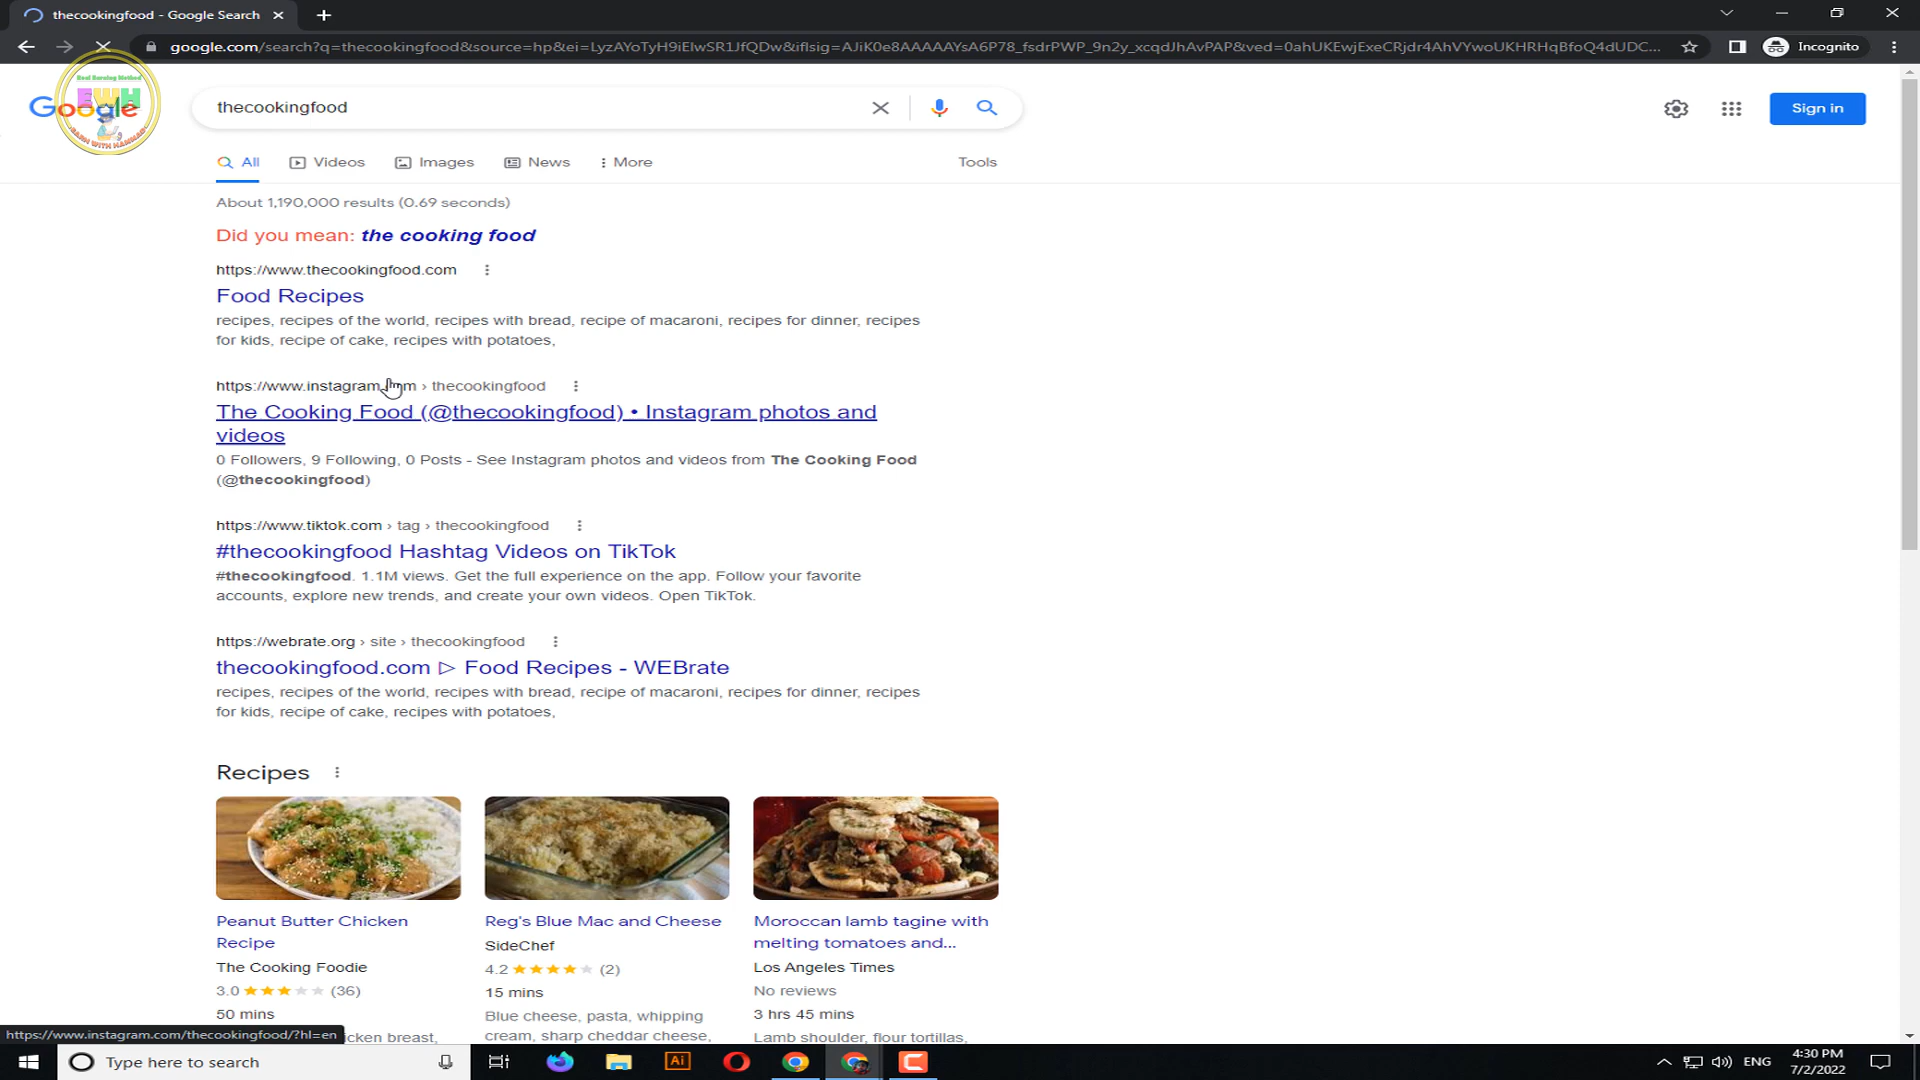 thecookingfood - Google Search
google.com/search?q=thecookingfood&source=hp&ei=LyzAYoTyH9iElwSR1JfQDw&iflsig=AJiK0e8AAAAAYsA6P78_fsdrPWP_9n2y_xcqdJhAvPAP&ved=0ahUKEwjExeCRjdr4AhVYwoUKHRHqBfoQ4dUDC...
Incognito
Real Earning Method
EWH
EARN WITH HAMMAD
Google
thecookingfood
Sign in
All
Videos
Images
News
More
Tools
About 1,190,000 results (0.69 seconds)
Did you mean: the cooking food
https://www.thecookingfood.com
Food Recipes
recipes, recipes of the world, recipes with bread, recipe of macaroni, recipes for dinner, recipes
for kids, recipe of cake, recipes with potatoes,
https://www.instagram.com › thecookingfood
The Cooking Food (@thecookingfood) • Instagram photos and
videos
0 Followers, 9 Following, 0 Posts - See Instagram photos and videos from The Cooking Food
(@thecookingfood)
https://www.tiktok.com › tag › thecookingfood
#thecookingfood Hashtag Videos on TikTok
#thecookingfood. 1.1M views. Get the full experience on the app. Follow your favorite
accounts, explore new trends, and create your own videos. Open TikTok.
https://webrate.org › site › thecookingfood
thecookingfood.com ▷ Food Recipes - WEBrate
recipes, recipes of the world, recipes with bread, recipe of macaroni, recipes for dinner, recipes
for kids, recipe of cake, recipes with potatoes,
Recipes
Peanut Butter Chicken
Recipe
The Cooking Foodie
3.0 (36)
50 mins
icken breast,
Reg's Blue Mac and Cheese
SideChef
4.2 (2)
15 mins
Blue cheese, pasta, whipping
cream, sharp cheddar cheese,
Moroccan lamb tagine with
melting tomatoes and...
Los Angeles Times
No reviews
3 hrs 45 mins
Lamb shoulder, flour tortillas,
https://www.instagram.com/thecookingfood/?hl=en
Type here to search
Ai
ENG
4:30 PM
7/2/2022